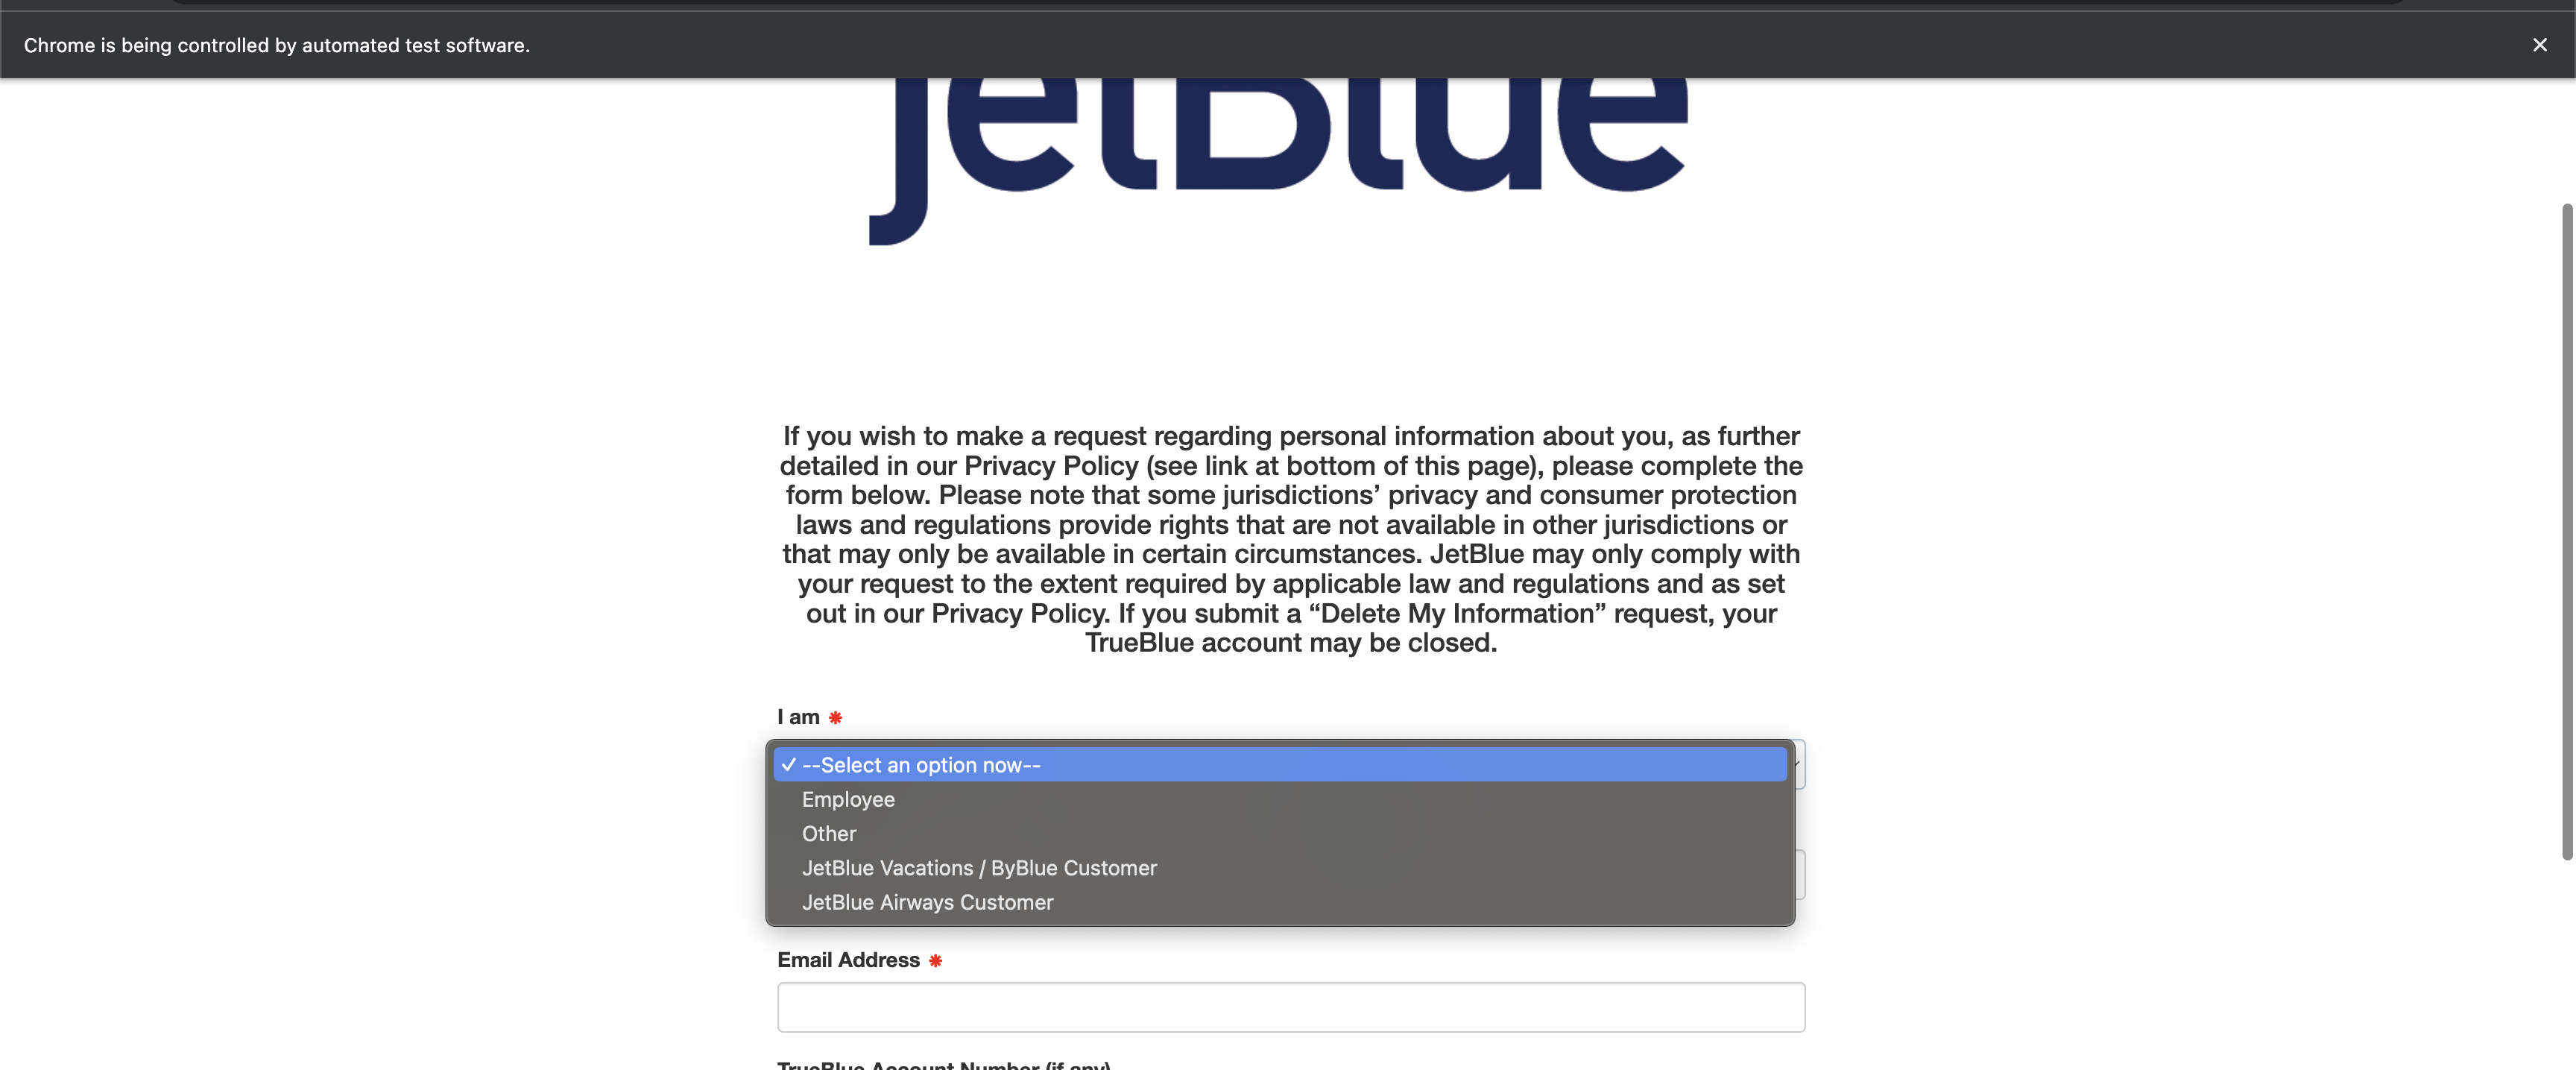 Chrome is being controlled by automated test software.
jetBlue
If you wish to make a request regarding personal information about you, as further
detailed in our Privacy Policy (see link at bottom of this page), please complete the
form below. Please note that some jurisdictions’ privacy and consumer protection
laws and regulations provide rights that are not available in other jurisdictions or
that may only be available in certain circumstances. JetBlue may only comply with
your request to the extent required by applicable law and regulations and as set
out in our Privacy Policy. If you submit a “Delete My Information” request, your
TrueBlue account may be closed.
I am *
--Select an option now--
Employee
Other
JetBlue Vacations / ByBlue Customer
JetBlue Airways Customer
Email Address *
TrueBlue Account Number (if any)